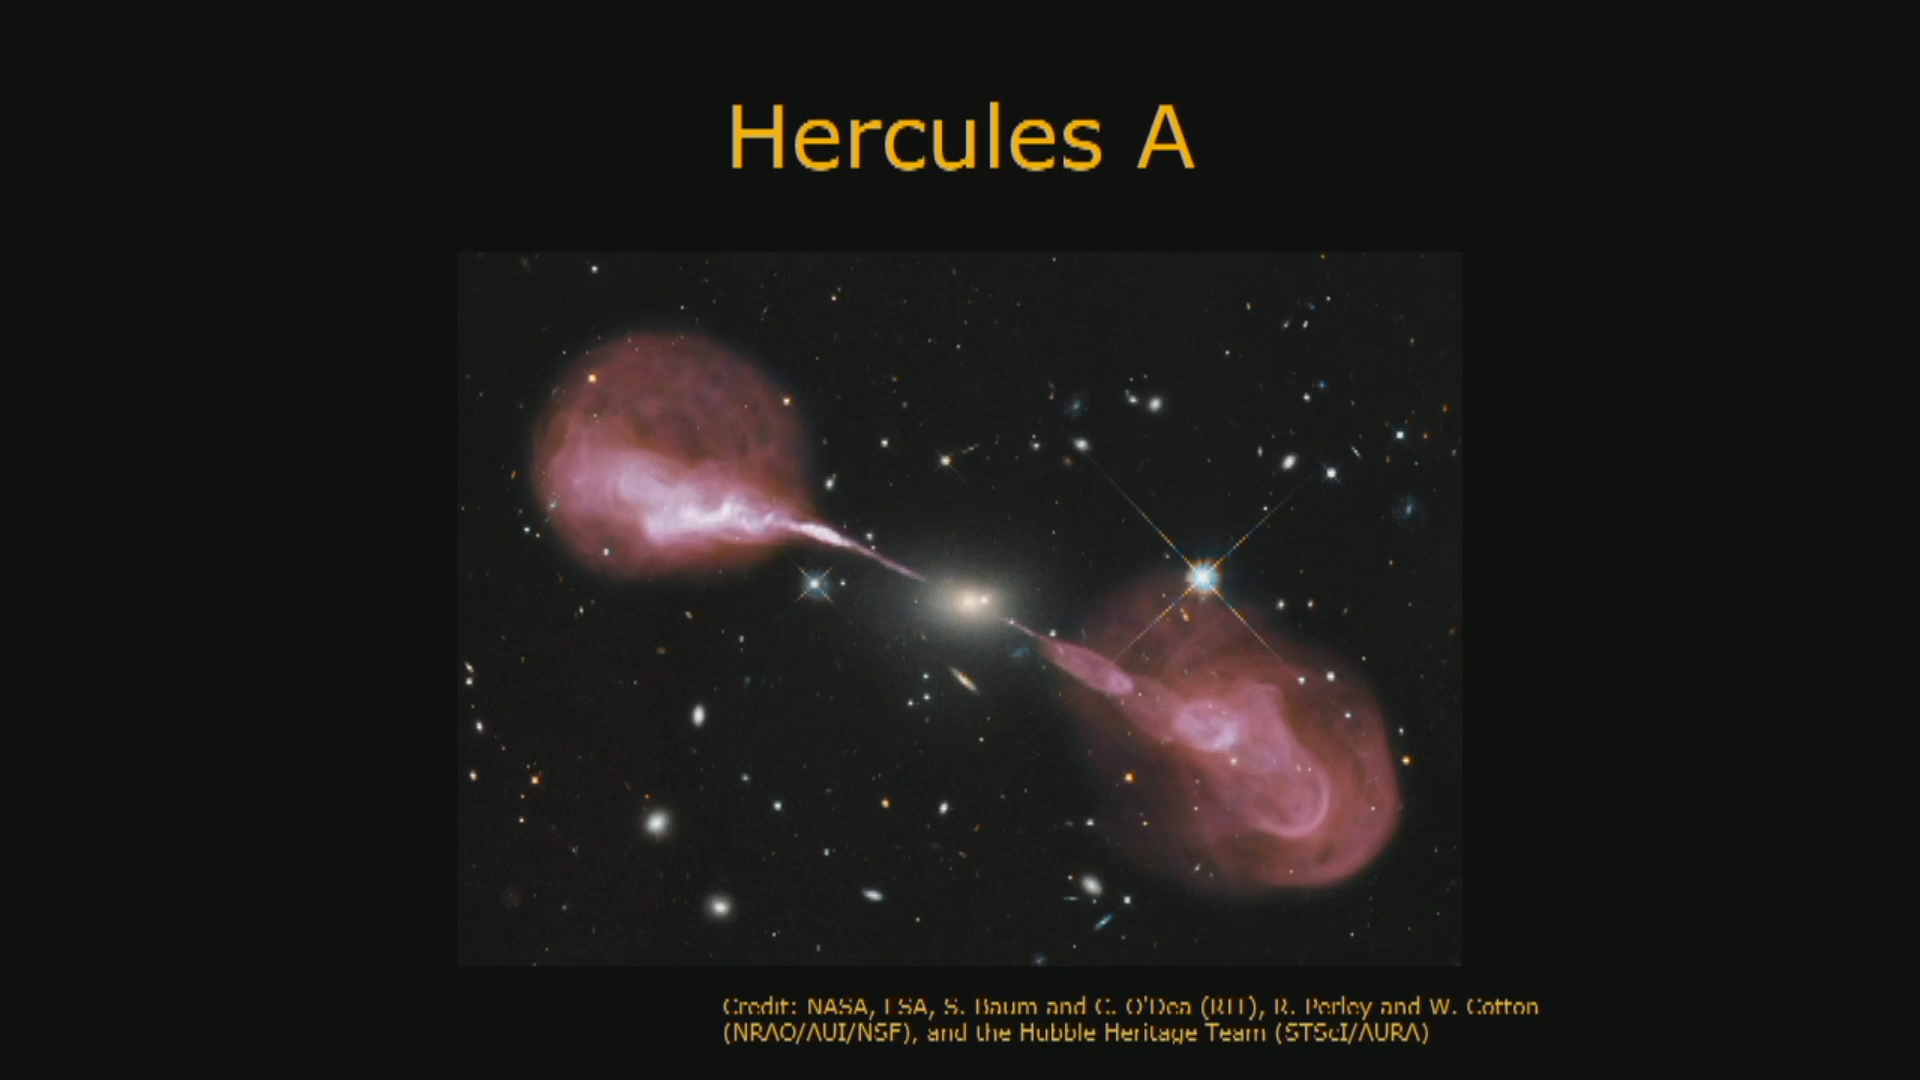 Hercules A
Credit: NASA, ESA, S. Baum and C. O'Dea (RIT), R. Perley and W. Cotton
(NRAO/AUI/NSF), and the Hubble Heritage Team (STScI/AURA)